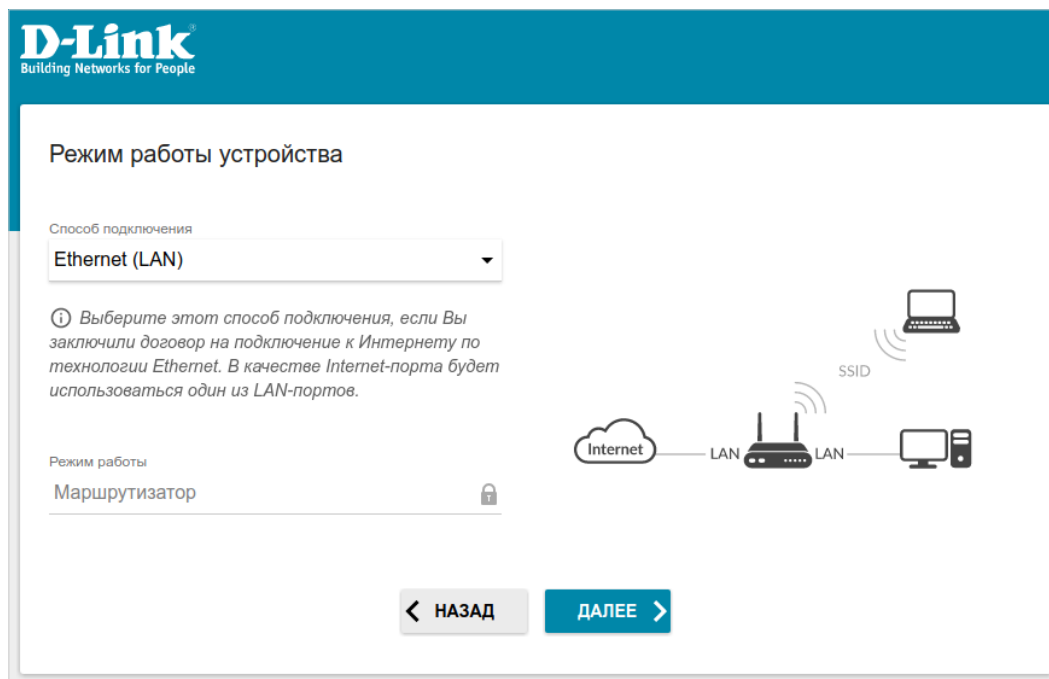 D-Link
Building Networks for People
Режим работы устройства
Способ подключения
Ethernet (LAN)
Выберите этот способ подключения, если Вы
заключили договор на подключение к Интернету по
технологии Ethernet. В качестве Internet-порта будет
использоваться один из LAN-портов.
SSID
Internet
LAN
LAN
Режим работы
Маршрутизатор
НАЗАД
ДАЛЕЕ